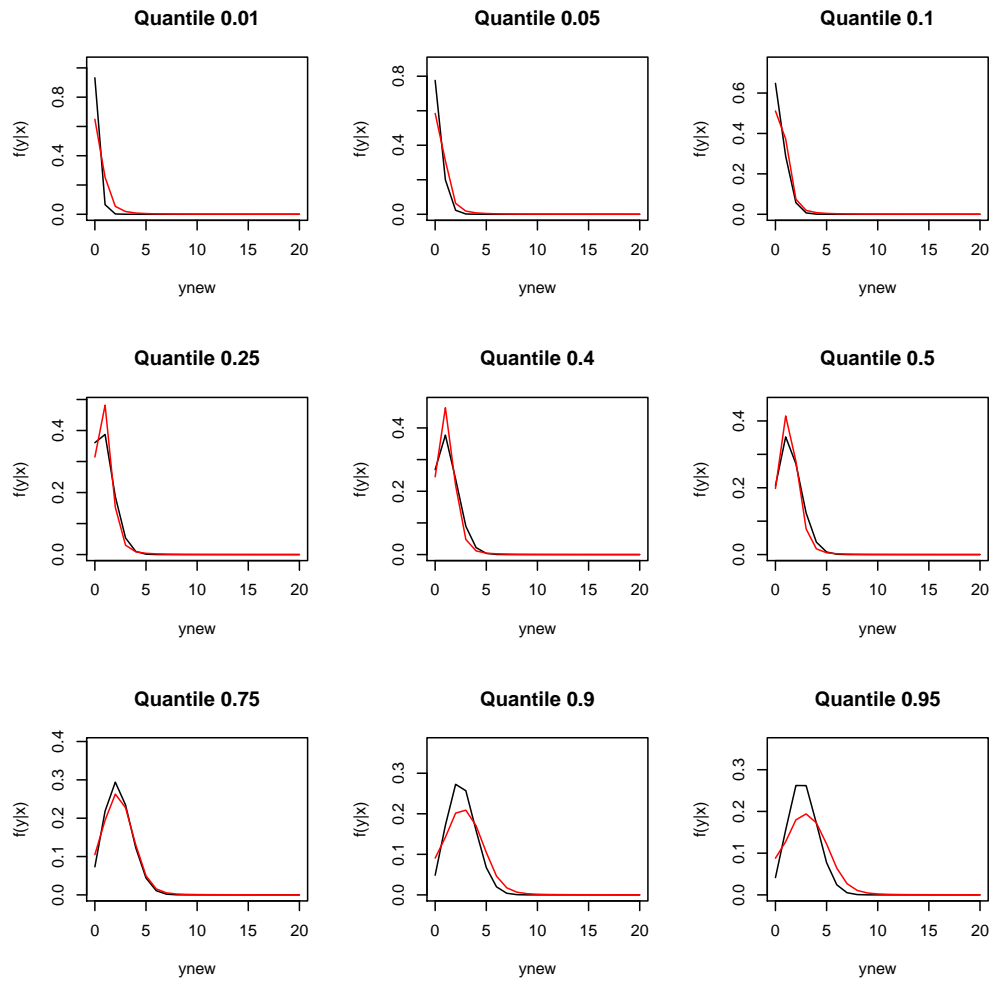 Quantile 0.01
Quantile 0.05
Quantile 0.1
f(y|x)
0.0 0.4 0.8
0 5 10 15 20
ynew
f(y|x)
0.0 0.4 0.8
0 5 10 15 20
ynew
f(y|x)
0.0 0.2 0.4 0.6
0 5 10 15 20
ynew
Quantile 0.25
Quantile 0.4
Quantile 0.5
f(y|x)
0.0 0.2 0.4
0 5 10 15 20
ynew
f(y|x)
0.0 0.2 0.4
0 5 10 15 20
ynew
f(y|x)
0.0 0.2 0.4
0 5 10 15 20
ynew
Quantile 0.75
Quantile 0.9
Quantile 0.95
f(y|x)
0.0 0.1 0.2 0.3 0.4
0 5 10 15 20
ynew
f(y|x)
0.0 0.1 0.2 0.3
0 5 10 15 20
ynew
f(y|x)
0.0 0.1 0.2 0.3
0 5 10 15 20
ynew